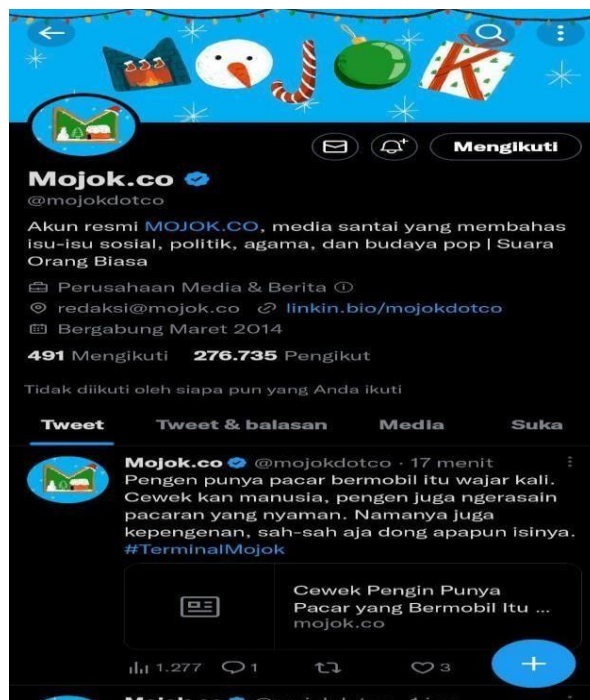 MOJOK
Mengikuti
Mojok.co
@mojokdotco
Akun resmi MOJOK.CO, media santai yang membahas
isu-isu sosial, politik, agama, dan budaya pop | Suara
Orang Biasa
Perusahaan Media & Berita
redaksi@mojok.co linkin.bio/mojokdotco
Bergabung Maret 2014
491 Mengikuti 276.735 Pengikut
Tidak diikuti oleh siapa pun yang Anda ikuti
Tweet Tweet & balasan Media Suka
Mojok.co @mojokdotco · 17 menit
Pengen punya pacar bermobil itu wajar kali.
Cewek kan manusia, pengen juga ngerasain
pacaran yang nyaman. Namanya juga
kepengenan, sah-sah aja dong apapun isinya.
#TerminalMojok
Cewek Pengin Punya
Pacar yang Bermobil Itu ...
mojok.co
1.277 1 3